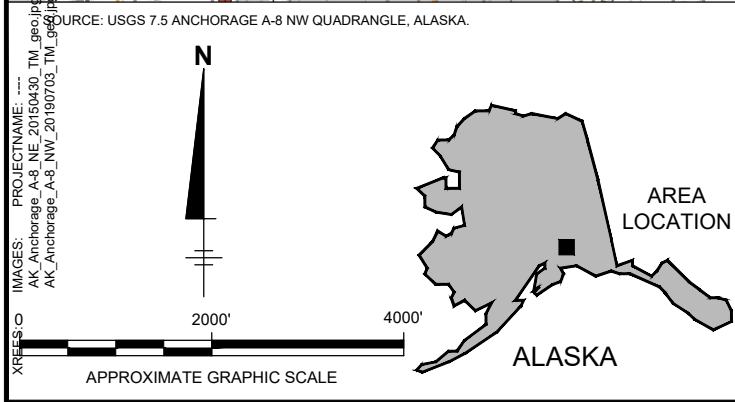 SOURCE: USGS 7.5 ANCHORAGE A-8 NW QUADRANGLE, ALASKA.
N
AREA
LOCATION
ALASKA
0 2000' 4000'
APPROXIMATE GRAPHIC SCALE
XREFS:
IMAGES: PROJECTNAME: ----
AK_Anchorage_A-8_NE_20150430_TM_geo.jpg
AK_Anchorage_A-8_NW_20190703_TM_geo.jpg